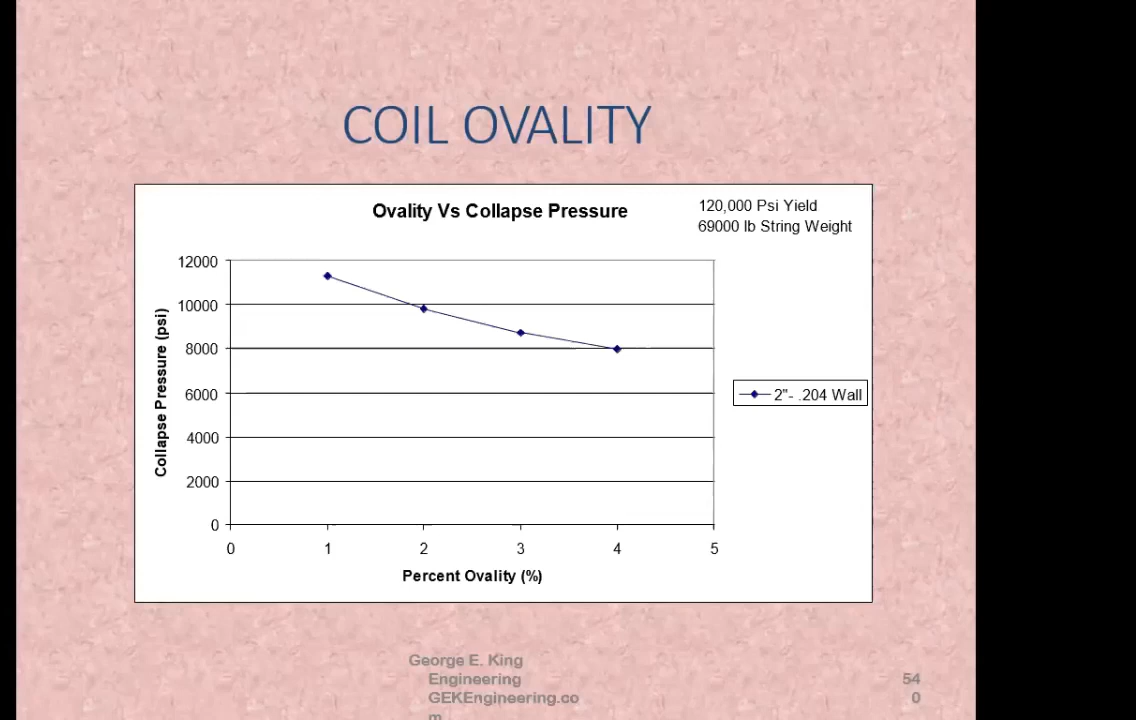 COIL OVALITY
Ovality Vs Collapse Pressure
120,000 Psi Yield
69000 lb String Weight
12000
10000
8000
6000
4000
2000
0
Collapse Pressure (psi)
0 1 2 3 4 5
Percent Ovality (%)
2"- .204 Wall
George E. King
Engineering
GEKEngineering.co
m
54
0